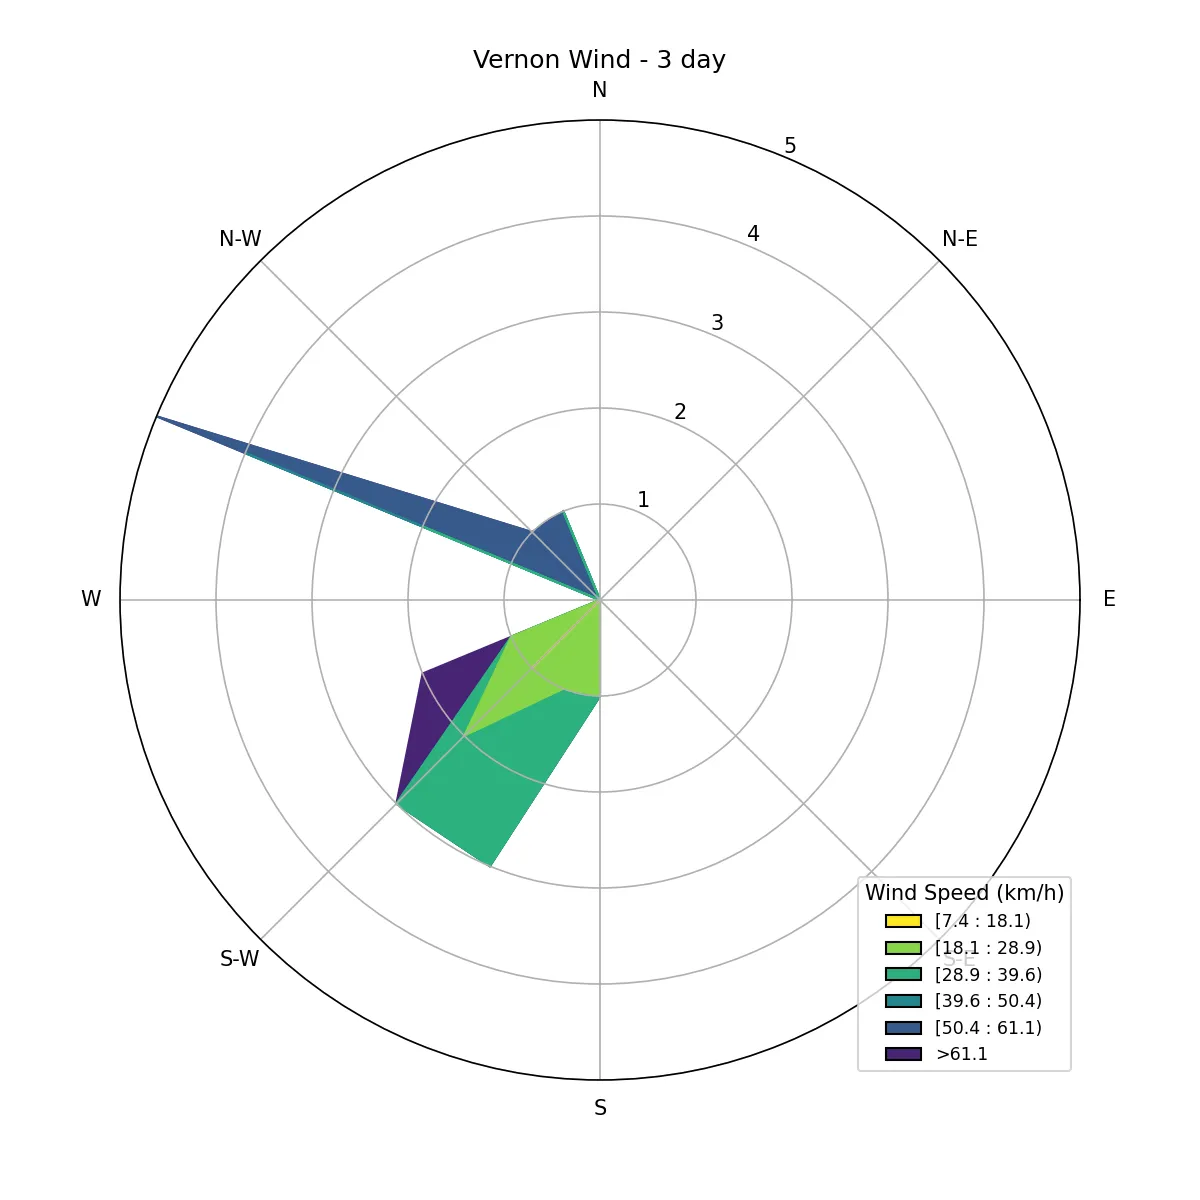 Vernon Wind - 3 day
N
5
N-W
N-E
4
3
2
1
W
E
Wind Speed (km/h)
[7.4 : 18.1)
[18.1 : 28.9)
S-W
S-E
[28.9 : 39.6)
[39.6 : 50.4)
[50.4 : 61.1)
>61.1
S